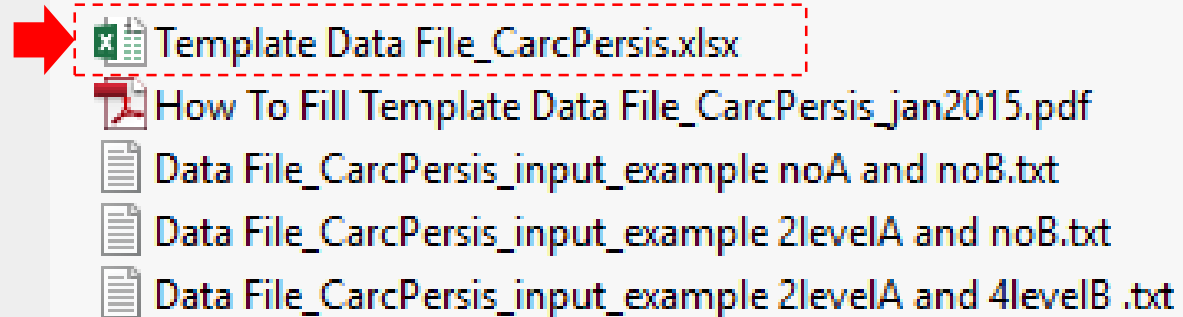 Template Data File_CarcPersis.xlsx
How To Fill Template Data File_CarcPersis_jan2015.pdf
Data File_CarcPersis_input_example noA and noB.txt
Data File_CarcPersis_input_example 2levelA and noB.txt
Data File_CarcPersis_input_example 2levelA and 4levelB .txt